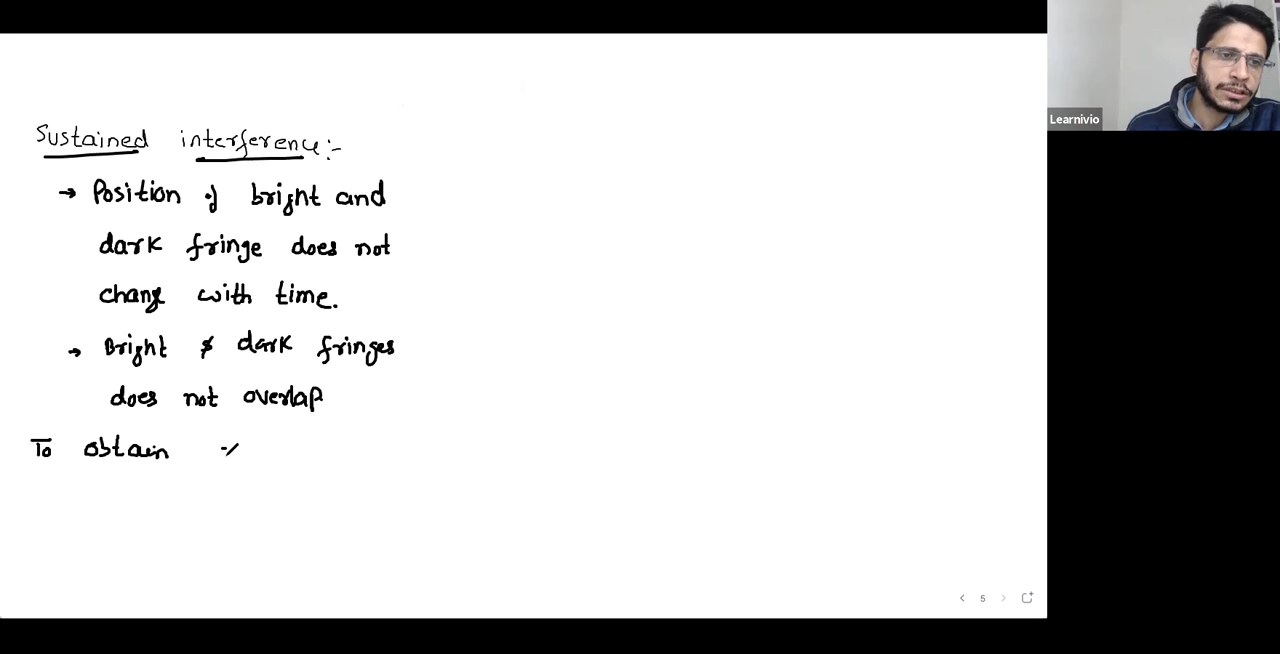 Sustained interference:-
→ Position of bright and
dark fringe does not
change with time.
→ Bright & dark fringes
does not overlap
To obtain
Learnivio
5